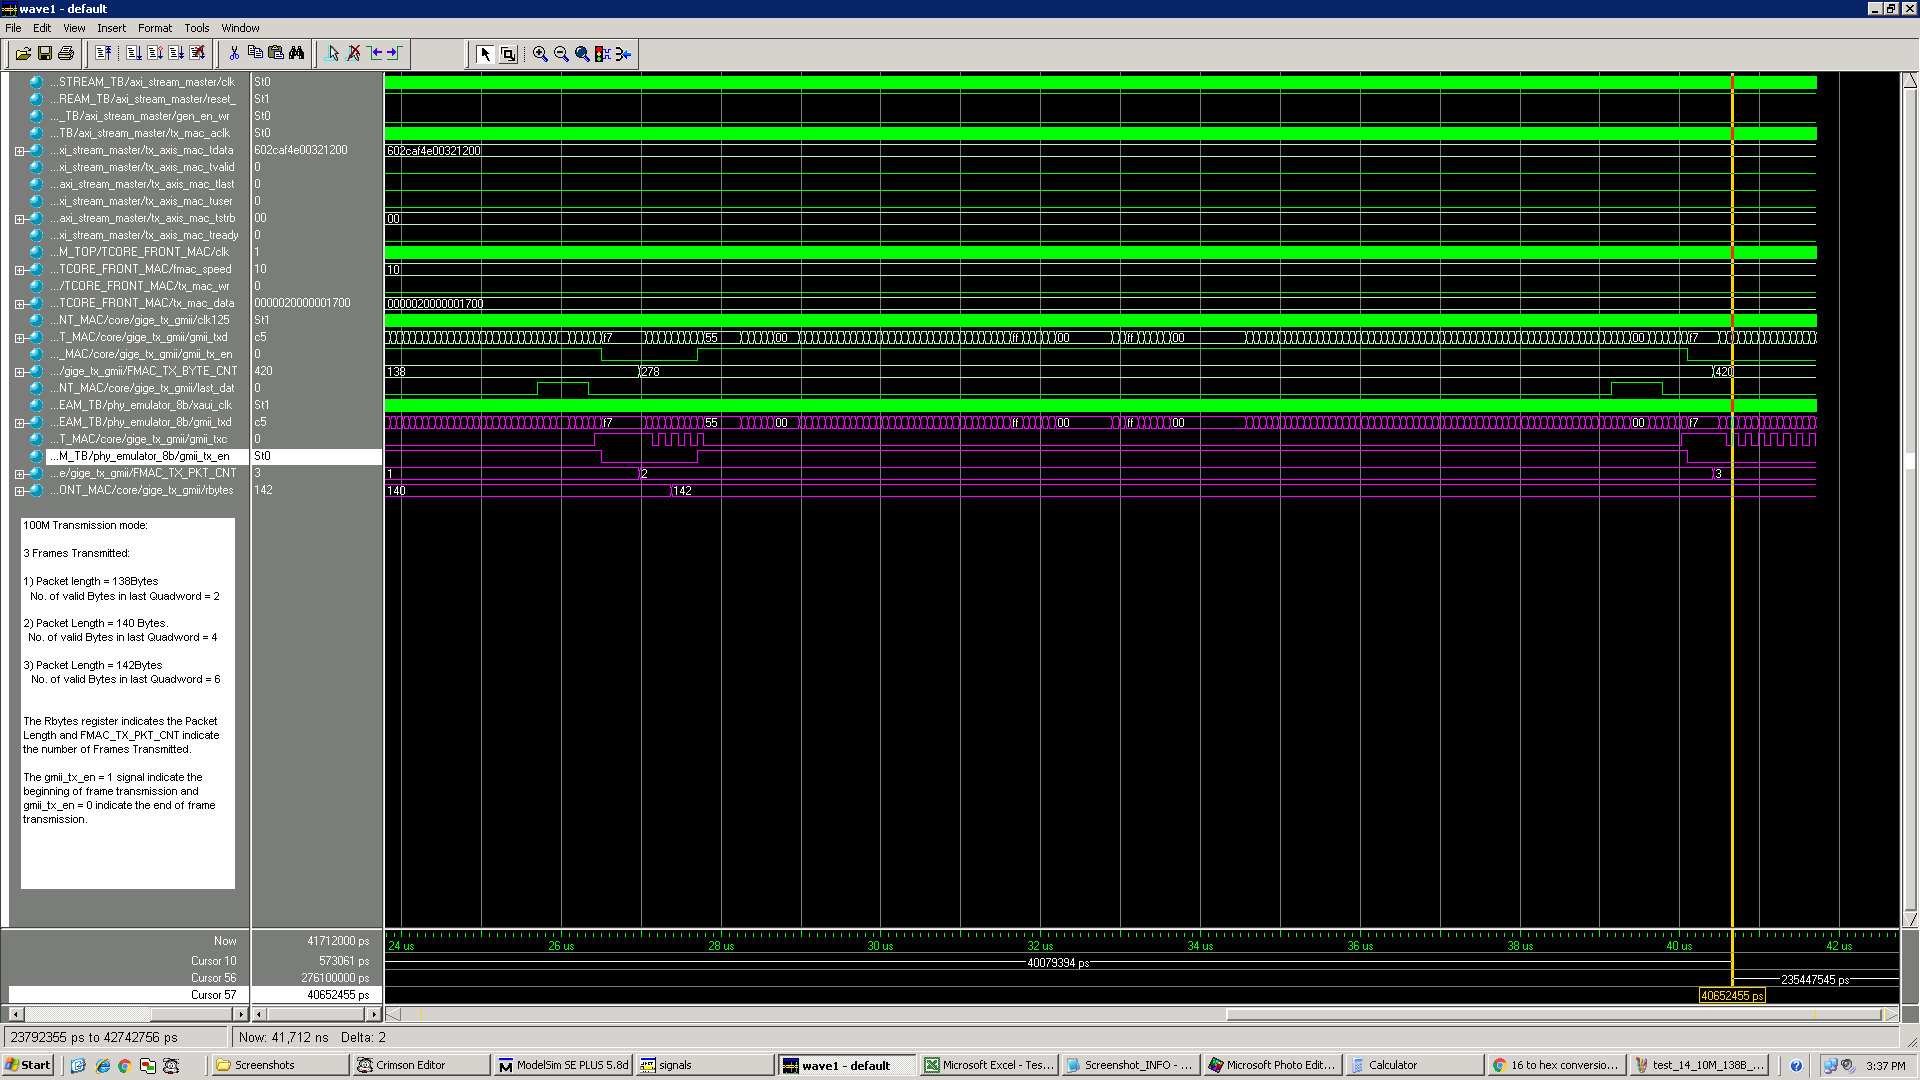 wave1 - default
File Edit View Insert Format Tools Window
...STREAM_TB/axi_stream_master/clk St0
...REAM_TB/axi_stream_master/reset_ St1
..._TB/axi_stream_master/gen_en_wr St0
...TB/axi_stream_master/tx_mac_aclk St0
...xi_stream_master/tx_axis_mac_tdata 602caf4e00321200 602caf4e00321200
...xi_stream_master/tx_axis_mac_tvalid 0
...axi_stream_master/tx_axis_mac_tlast 0
...xi_stream_master/tx_axis_mac_tuser 0
...axi_stream_master/tx_axis_mac_tstrb 00 00
...xi_stream_master/tx_axis_mac_tready 0
...M_TOP/TCORE_FRONT_MAC/clk 1
...TCORE_FRONT_MAC/fmac_speed 10 10
.../TCORE_FRONT_MAC/tx_mac_wr 0
...TCORE_FRONT_MAC/tx_mac_data 0000020000001700 0000020000001700
...NT_MAC/core/gige_tx_gmii/clk125 St1
...T_MAC/core/gige_tx_gmii/gmii_txd c5 f7 55 00 ff 00 ff 00 00 f7
..._MAC/core/gige_tx_gmii/gmii_tx_en 0
.../gige_tx_gmii/FMAC_TX_BYTE_CNT 420 138 278 420
...NT_MAC/core/gige_tx_gmii/last_dat 0
...EAM_TB/phy_emulator_8b/xaui_clk St1
...EAM_TB/phy_emulator_8b/gmii_txd c5 f7 55 00 ff 00 ff 00 00 f7
...T_MAC/core/gige_tx_gmii/gmii_txc 0
...M_TB/phy_emulator_8b/gmii_tx_en St0
...e/gige_tx_gmii/FMAC_TX_PKT_CNT 3 1 2 3
...ONT_MAC/core/gige_tx_gmii/rbytes 142 140 142
100M Transmission mode:
3 Frames Transmitted:
1) Packet length = 138Bytes
No. of valid Bytes in last Quadword = 2
2) Packet Length = 140 Bytes.
No. of valid Bytes in last Quadword = 4
3) Packet Length = 142Bytes
No. of valid Bytes in last Quadword = 6
The Rbytes register indicates the Packet
Length and FMAC_TX_PKT_CNT indicate
the number of Frames Transmitted.
The gmii_tx_en = 1 signal indicate the
beginning of frame transmission and
gmii_tx_en = 0 indicate the end of frame
transmission.
Now 41712000 ps 24 us 26 us 28 us 30 us 32 us 34 us 36 us 38 us 40 us 42 us
Cursor 10 573061 ps 40079394 ps
Cursor 56 276100000 ps 235447545 ps
Cursor 57 40652455 ps 40652455 ps
23792355 ps to 42742756 ps Now: 41,712 ns Delta: 2
Start Screenshots Crimson Editor ModelSim SE PLUS 5.8d signals wave1 - default Microsoft Excel - Tes... Screenshot_INFO - ... Microsoft Photo Edit... Calculator 16 to hex conversio... test_14_10M_138B_... 3:37 PM